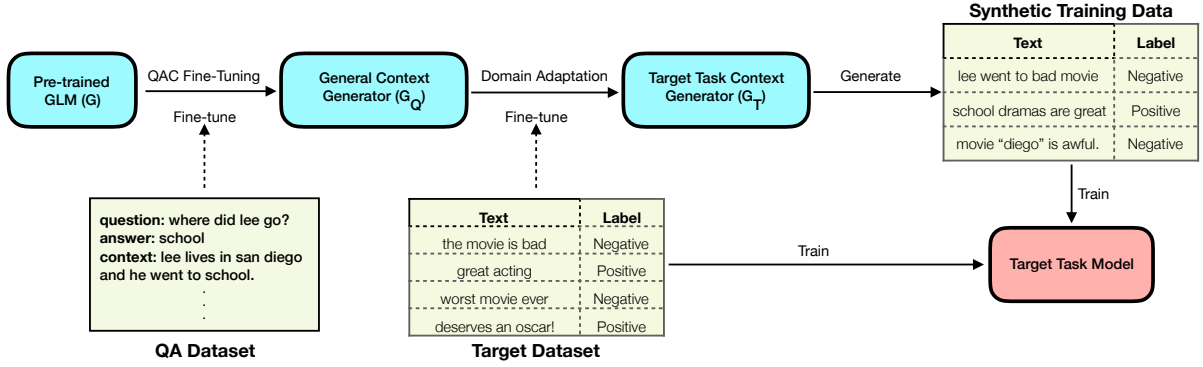 Synthetic Training Data
Text Label
lee went to bad movie Negative
school dramas are great Positive
movie “diego” is awful. Negative
Pre-trained
GLM (G)
QAC Fine-Tuning
Fine-tune
General Context
Generator (GQ)
Domain Adaptation
Fine-tune
Target Task Context
Generator (GT)
Generate
Train
question: where did lee go?
answer: school
context: lee lives in san diego
and he went to school.
.
.
.
QA Dataset
Text Label
the movie is bad Negative
great acting Positive
worst movie ever Negative
deserves an oscar! Positive
Target Dataset
Train
Target Task Model